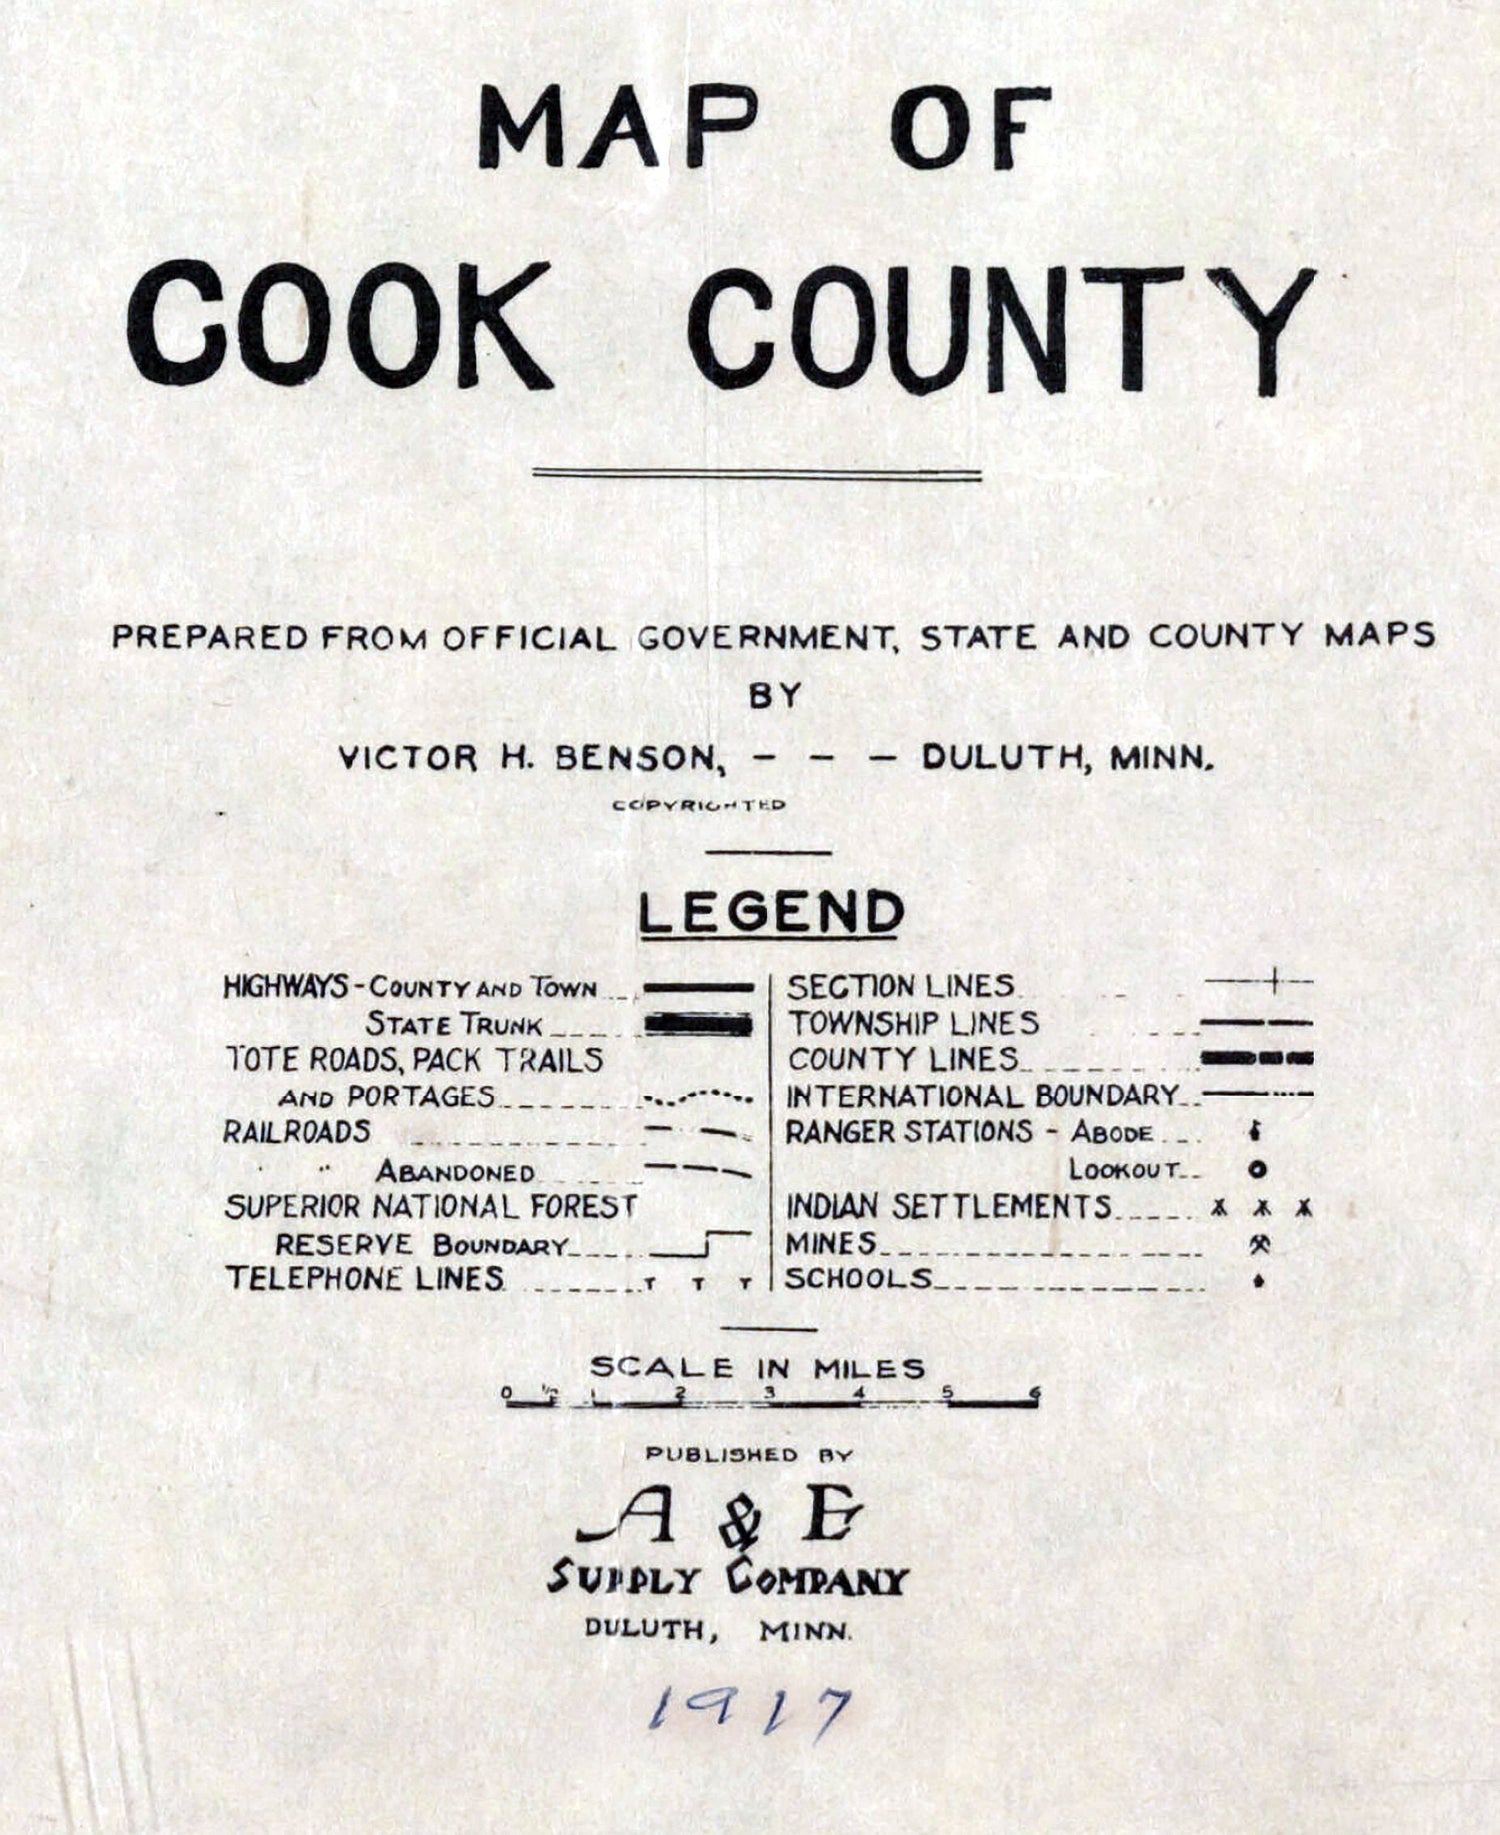 MAP OF
COOK COUNTY
PREPARED FROM OFFICIAL GOVERNMENT, STATE AND COUNTY MAPS
BY
VICTOR H. BENSON, - - - DULUTH, MINN.
COPYRIGHTED
LEGEND
HIGHWAYS - COUNTY AND TOWN
STATE TRUNK
TOTE ROADS, PACK TRAILS
AND PORTAGES
RAILROADS
" ABANDONED
SUPERIOR NATIONAL FOREST
RESERVE BOUNDARY
TELEPHONE LINES T T T
SECTION LINES
TOWNSHIP LINES
COUNTY LINES
INTERNATIONAL BOUNDARY
RANGER STATIONS - ABODE
LOOKOUT
INDIAN SETTLEMENTS
MINES
SCHOOLS
SCALE IN MILES
0 ½ 1 2 3 4 5 6
PUBLISHED BY
A & E
SUPPLY COMPANY
DULUTH, MINN.
1917